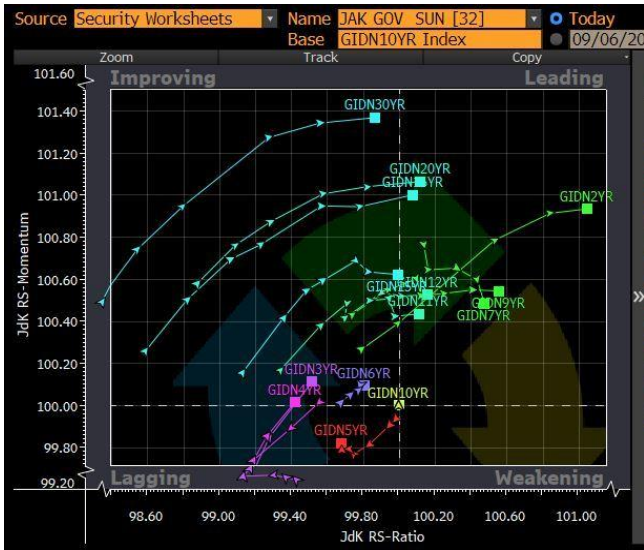 Source Security Worksheets Name JAK GOV SUN [32] Today
Base GIDN10YR Index 09/06/20
Zoom Track Copy
Improving Leading
Lagging Weakening
GIDN30YR
GIDN20YR
GIDN2YR
GIDN12YR
GIDN9YR
GIDN7YR
GIDN3YR
GIDN6YR
GIDN4YR
GIDN10YR
GIDN5YR
JdK RS-Momentum
101.60
101.40
101.20
101.00
100.80
100.60
100.40
100.20
100.00
99.80
99.20
98.60 99.00 99.40 99.80 100.20 100.60 101.00
JdK RS-Ratio
»